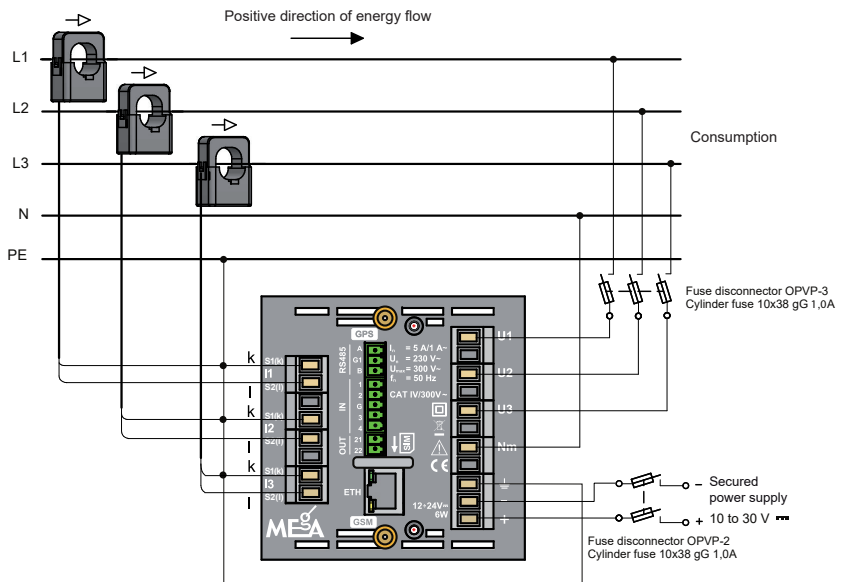 Positive direction of energy flow
L1
L2
L3
N
PE
Consumption
Fuse disconnector OPVP-3
Cylinder fuse 10x38 gG 1,0A
GPS
RS485
A
G1
B
Iₙ = 5 A/1 A~
Uₙ = 230 V~
Uₘₐₓ= 300 V~
fₙ = 50 Hz
CAT IV/300V~
IN
1
2
G
3
4
OUT
21
22
SIM
ETH
GSM
MEgA
k
S1(k)
I1
S2(l)
l
k
S1(k)
I2
S2(l)
l
k
S1(k)
I3
S2(l)
l
U1
U2
U3
Nm
12÷24V⎓
6W
−
+
CE
− Secured
power supply
+ 10 to 30 V ⎓
Fuse disconnector OPVP-2
Cylinder fuse 10x38 gG 1,0A